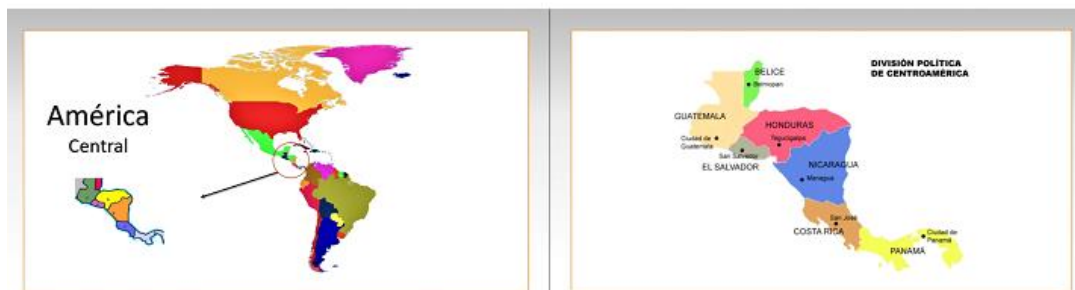 América
Central
DIVISIÓN POLÍTICA
DE CENTROAMÉRICA
BELICE
Belmopan
GUATEMALA
Ciudad de
Guatemala
HONDURAS
Tegucigalpa
San Salvador
EL SALVADOR
NICARAGUA
Managua
San José
COSTA RICA
Ciudad de
Panamá
PANAMÁ